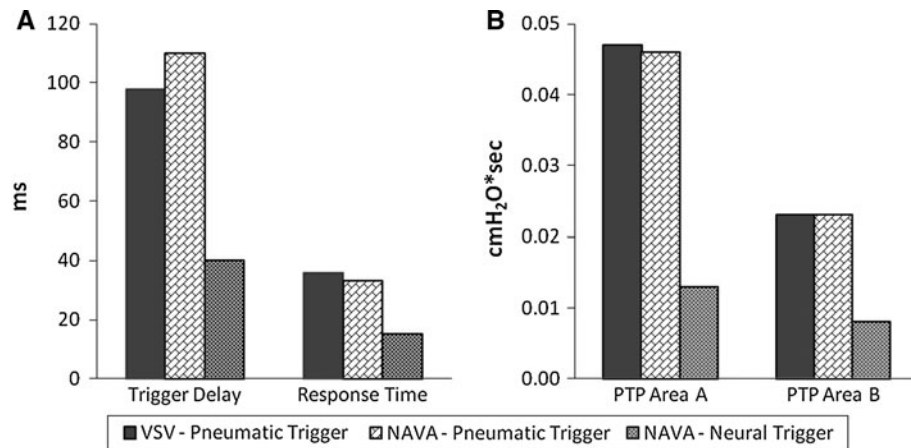 A
120
100
80
60
40
20
0
ms
Trigger Delay
Response Time
B
0.05
0.04
0.03
0.02
0.01
0.00
cmH₂O*sec
PTP Area A
PTP Area B
VSV - Pneumatic Trigger
NAVA - Pneumatic Trigger
NAVA - Neural Trigger